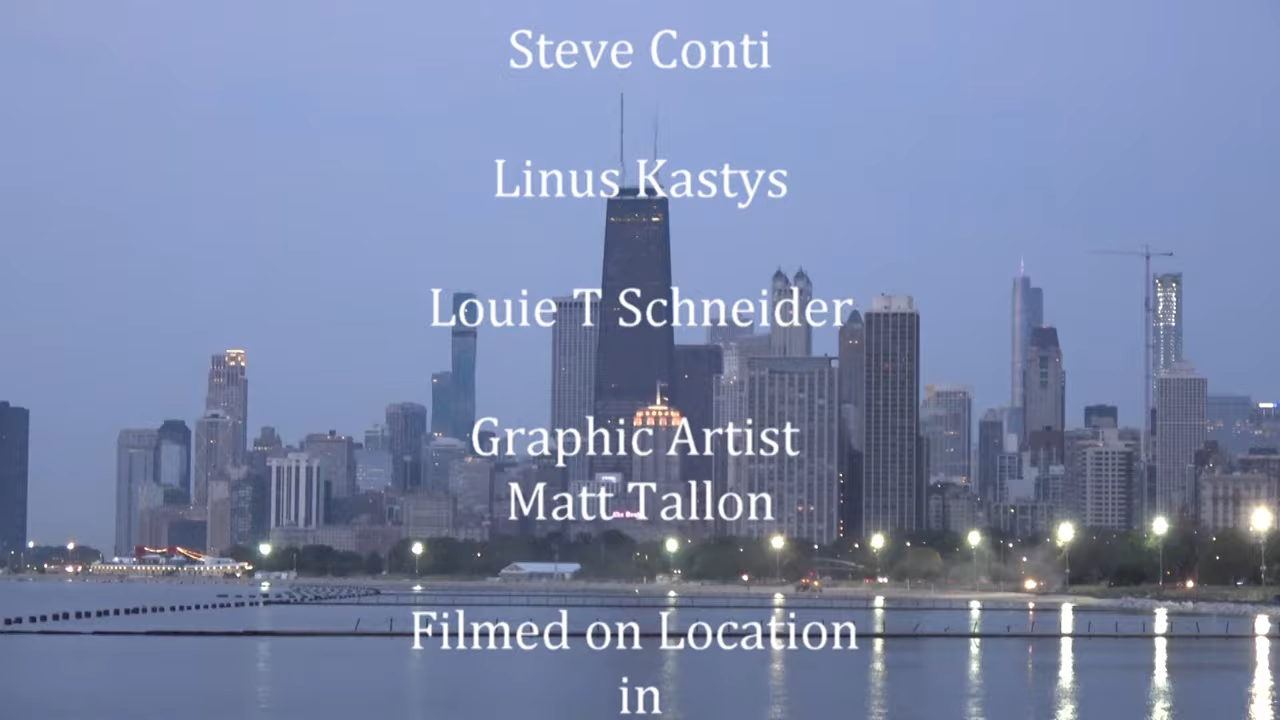 Steve Conti
Linus Kastys
Louie T Schneider
Graphic Artist
Matt Tallon
Filmed on Location
in